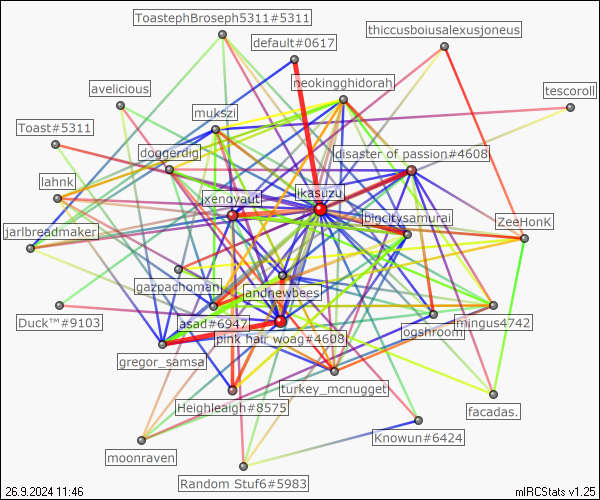 ToastephBroseph5311#5311
thiccusboiusalexusjoneus
default#0617
neokingghidorah
avelicious
tescoroll
mukszi
Toast#5311
doggerdig
disaster of passion#4608
lahnk
xenovaut
ikasuzu
bigcitysamurai
ZeeHonK
jarlbreadmaker
gazpachoman
andnewbees
Duck™#9103
asad#6947
ogshroom
mingus4742
pink hair woag#4608
gregor_samsa
turkey_mcnugget
Heighleaigh#8575
facadas.
Knowun#6424
moonraven
Random Stuf6#5983
26.9.2024 11:46
mIRCStats v1.25